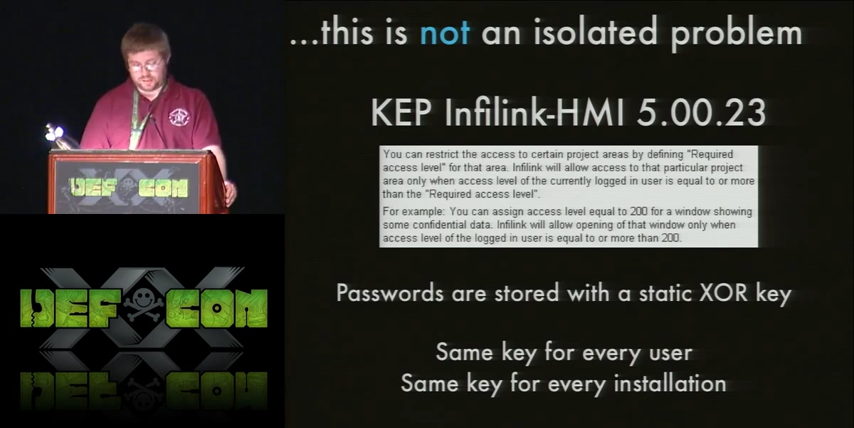 ...this is not an isolated problem
KEP Infilink-HMI 5.00.23
You can restrict the access to certain project areas by defining "Required
access level" for that area. Infilink will allow access to that particular project
area only when access level of the currently logged in user is equal to or more
than the "Required access level".
For example: You can assign access level equal to 200 for a window showing
some confidential data. Infilink will allow opening of that window only when
access level of the logged in user is equal to or more than 200.
Passwords are stored with a static XOR key
Same key for every user
Same key for every installation
DEF CON
DEF CON
XX